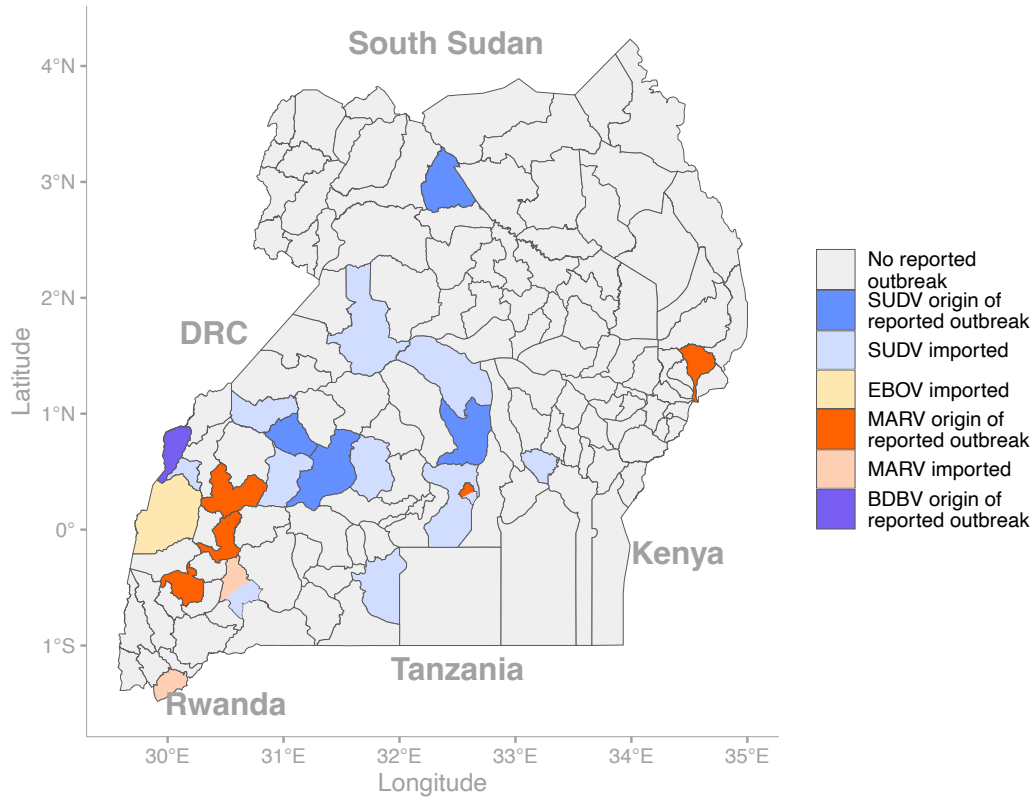 South Sudan
DRC
Kenya
Tanzania
Rwanda
4°N
3°N
2°N
1°N
0°
1°S
Latitude
30°E
31°E
32°E
33°E
34°E
35°E
Longitude
No reported
outbreak
SUDV origin of
reported outbreak
SUDV imported
EBOV imported
MARV origin of
reported outbreak
MARV imported
BDBV origin of
reported outbreak